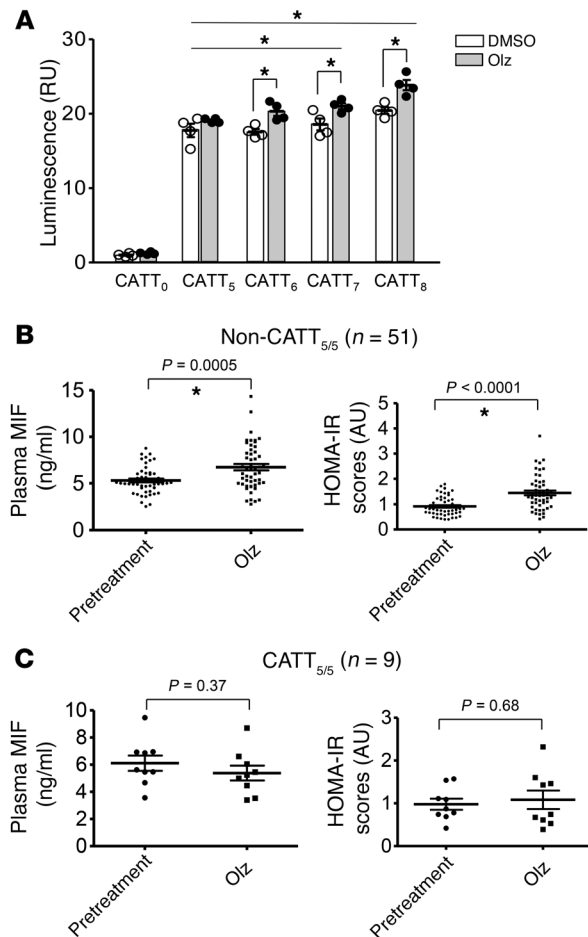 A
*
*
*
*
*
DMSO
Olz
Luminescence (RU)
30
20
10
0
CATT₀ CATT₅ CATT₆ CATT₇ CATT₈
B
Non-CATT₅/₅ (n = 51)
P = 0.0005
*
Plasma MIF
(ng/ml)
15
10
5
0
Pretreatment
Olz
P < 0.0001
*
HOMA-IR
scores (AU)
5
4
3
2
1
0
Pretreatment
Olz
C
CATT₅/₅ (n = 9)
P = 0.37
Plasma MIF
(ng/ml)
10
8
6
4
2
0
Pretreatment
Olz
P = 0.68
HOMA-IR
scores (AU)
3
2
1
0
Pretreatment
Olz